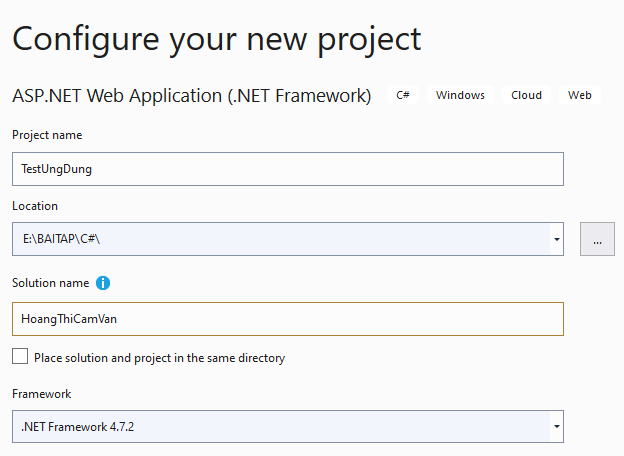 Configure your new project
ASP.NET Web Application (.NET Framework) C# Windows Cloud Web
Project name
TestUngDung
Location
E:\BAITAP\C#\
...
Solution name i
HoangThiCamVan
Place solution and project in the same directory
Framework
.NET Framework 4.7.2